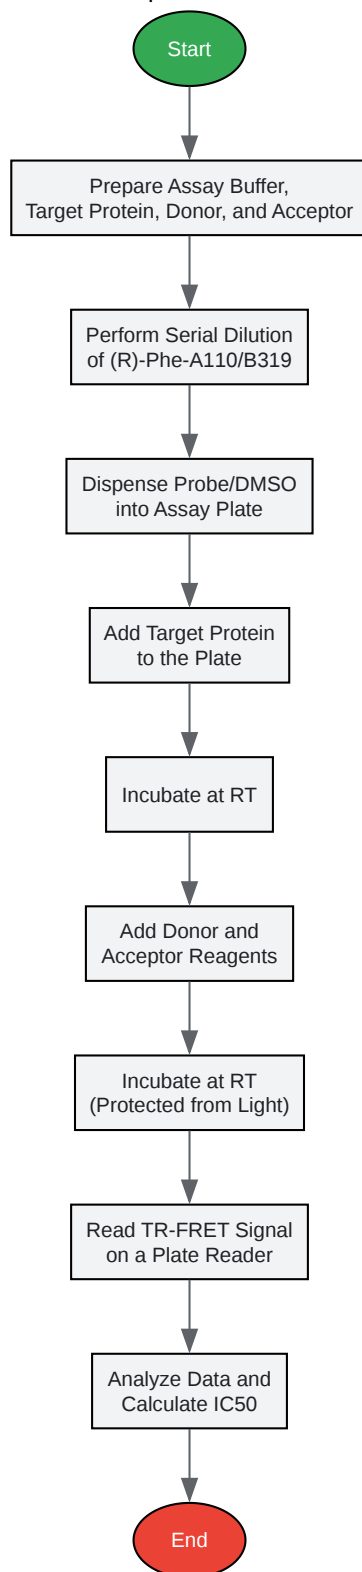 Start
Prepare Assay Buffer,
Target Protein, Donor, and Acceptor
Perform Serial Dilution
of (R)-Phe-A110/B319
Dispense Probe/DMSO
into Assay Plate
Add Target Protein
to the Plate
Incubate at RT
Add Donor and
Acceptor Reagents
Incubate at RT
(Protected from Light)
Read TR-FRET Signal
on a Plate Reader
Analyze Data and
Calculate IC50
End